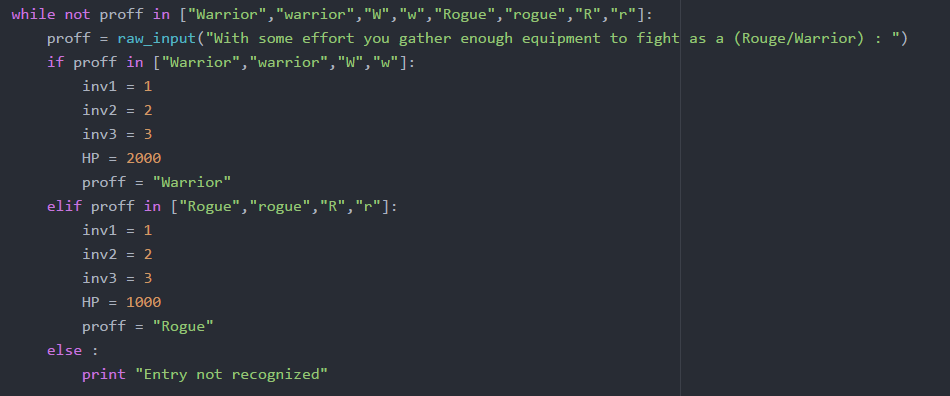 while not proff in ["Warrior","warrior","W","w","Rogue","rogue","R","r"]:
    proff = raw_input("With some effort you gather enough equipment to fight as a (Rouge/Warrior) : ")
    if proff in ["Warrior","warrior","W","w"]:
        inv1 = 1
        inv2 = 2
        inv3 = 3
        HP = 2000
        proff = "Warrior"
    elif proff in ["Rogue","rogue","R","r"]:
        inv1 = 1
        inv2 = 2
        inv3 = 3
        HP = 1000
        proff = "Rogue"
    else :
        print "Entry not recognized"